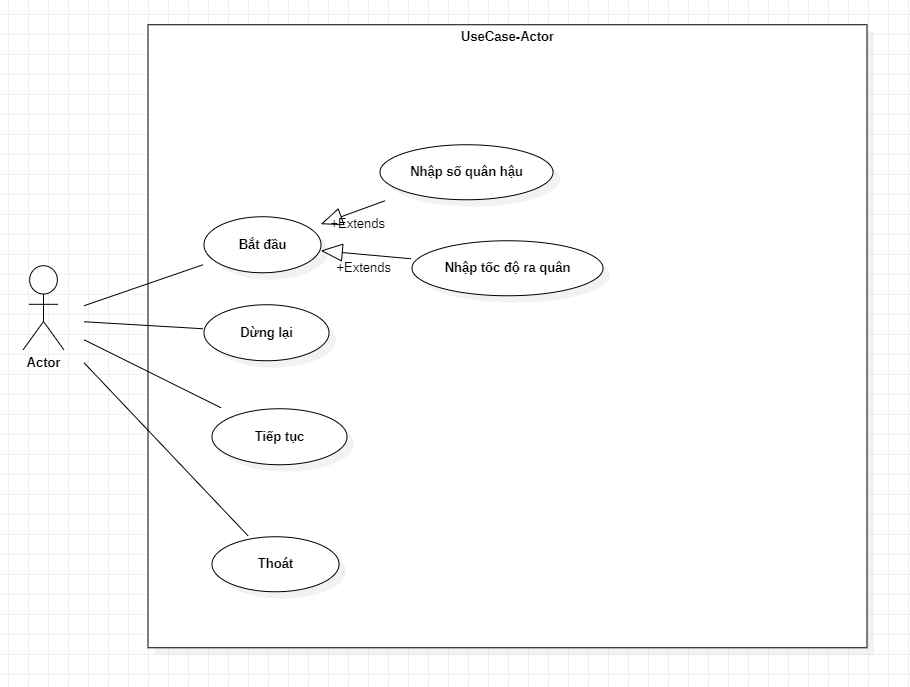 UseCase-Actor
Nhập số quân hậu
+Extends
Bắt đầu
Nhập tốc độ ra quân
+Extends
Dừng lại
Actor
Tiếp tục
Thoát